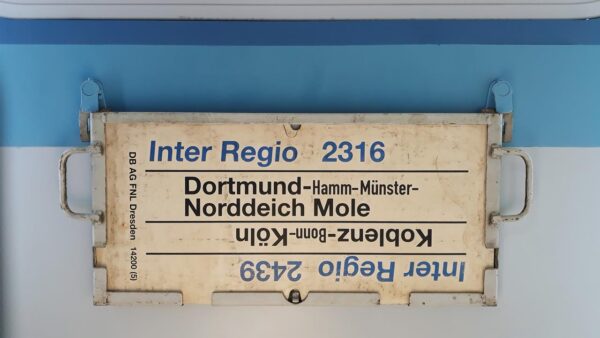 Inter Regio 2316
Dortmund-Hamm-Münster-
Norddeich Mole
Koblenz-Bonn-Köln
Inter Regio 2439
DB AG FNL Dresden 14200 (5)